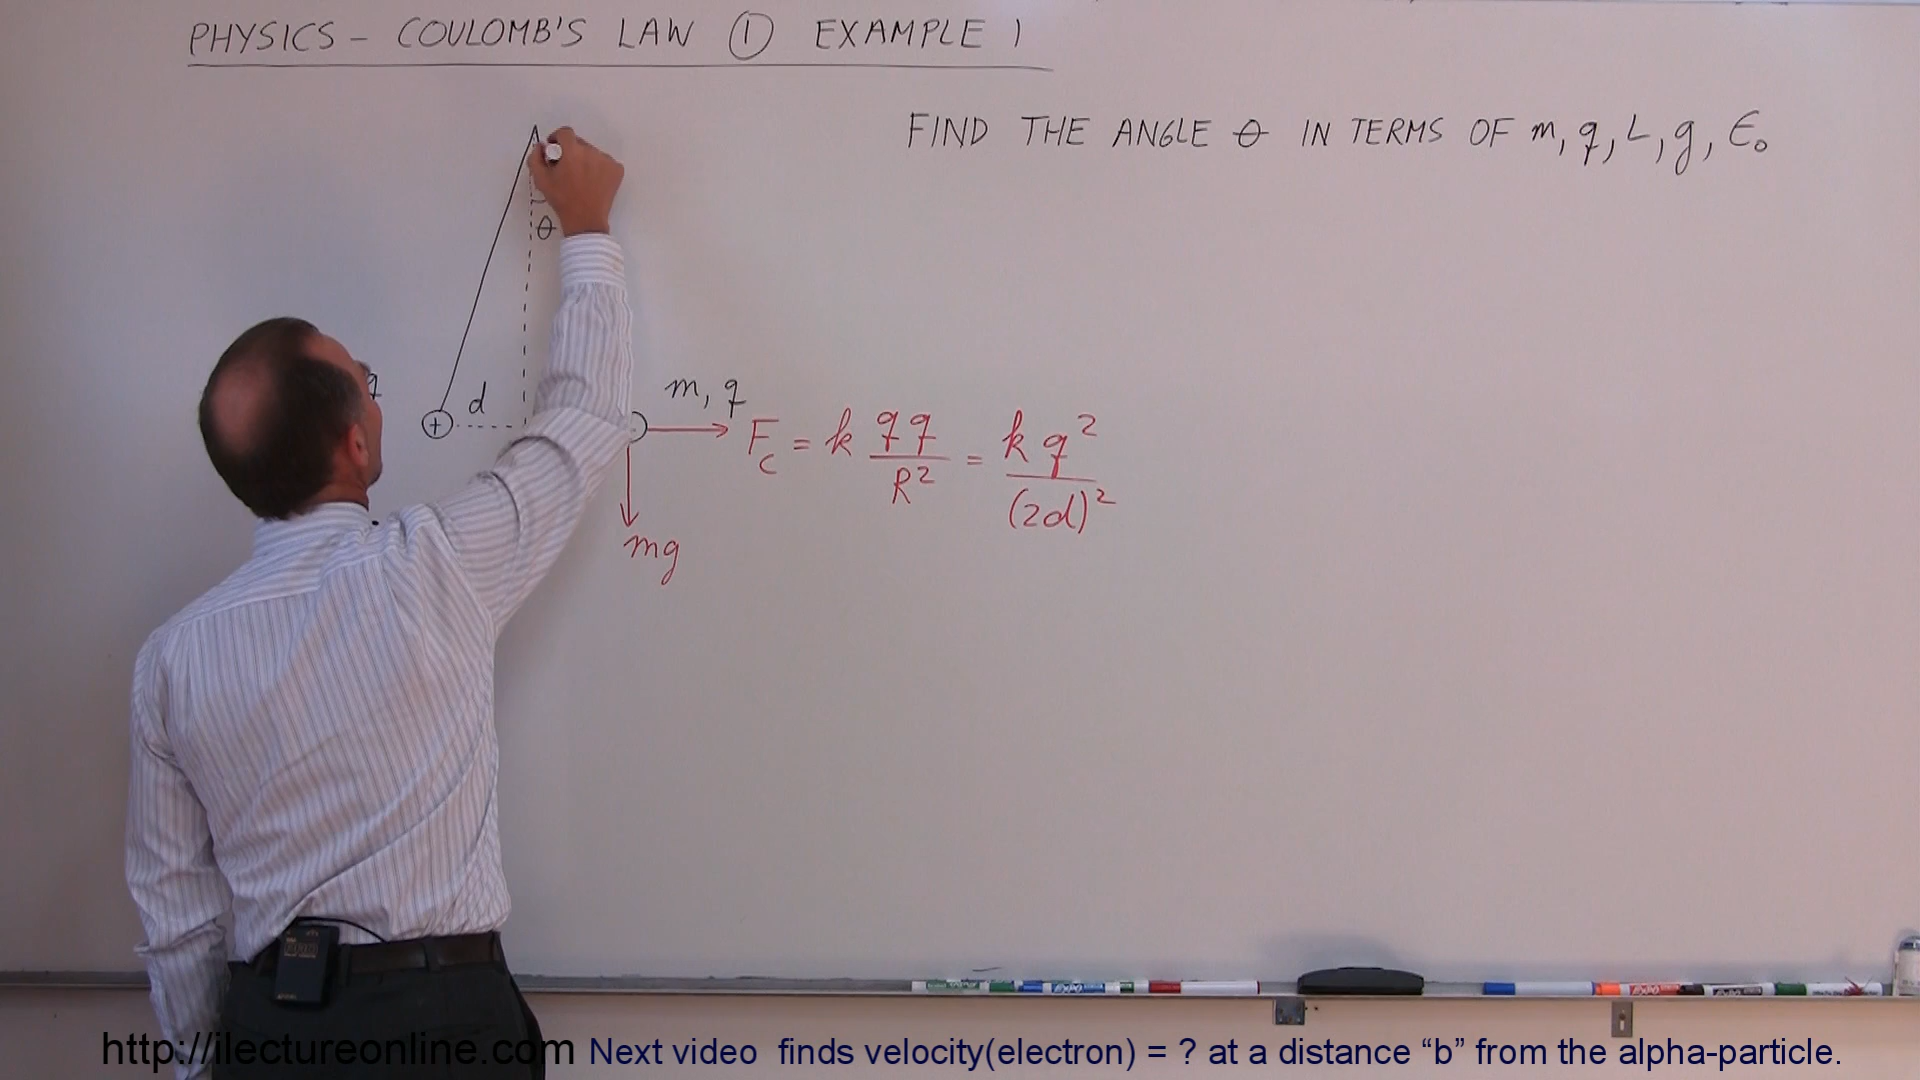 PHYSICS - COULOMB'S LAW ① EXAMPLE 1
FIND THE ANGLE θ IN TERMS OF m, q, L, g, ε₀
θ
q
d
+
m, q
F_C = k qq/R² = kq²/(2d)²
mg
http://ilectureonline.com Next video finds velocity(electron) = ? at a distance “b” from the alpha-particle.